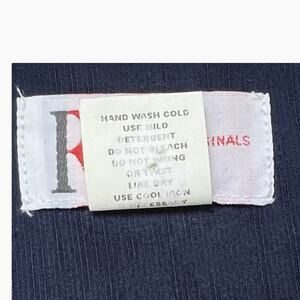 HAND WASH COLD
USE MILD
DETERGENT
DO NOT BLEACH
DO NOT WRING
OR TWIST
LINE DRY
USE COOL IRON